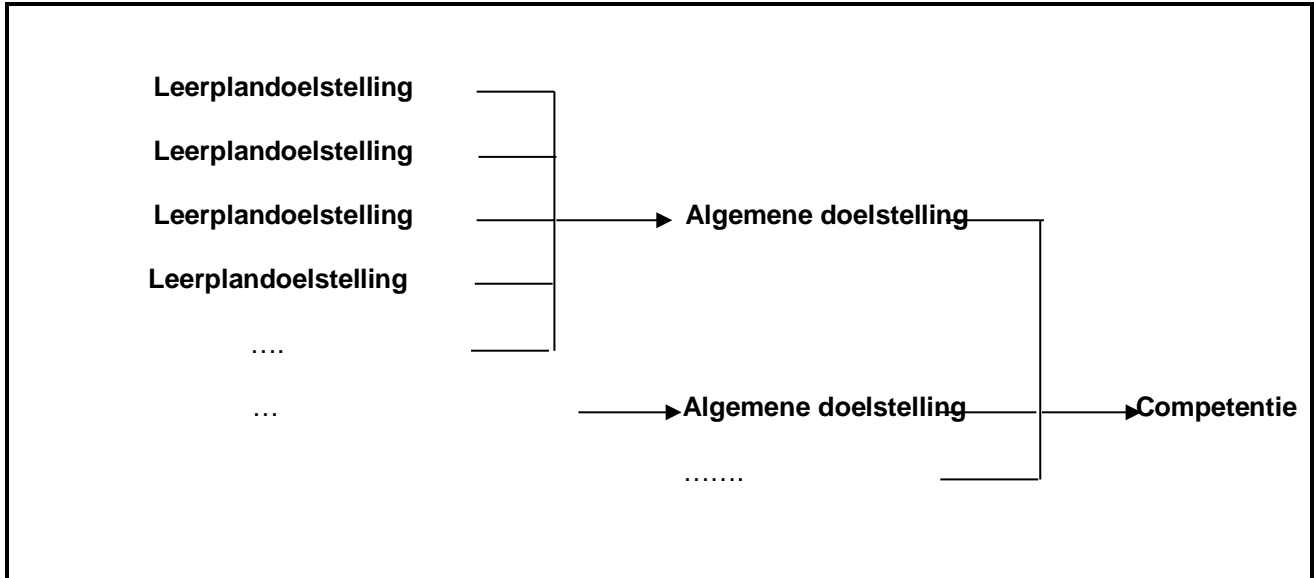 Leerplandoelstelling
Leerplandoelstelling
Leerplandoelstelling Algemene doelstelling
Leerplandoelstelling
….
… Algemene doelstelling Competentie
…….